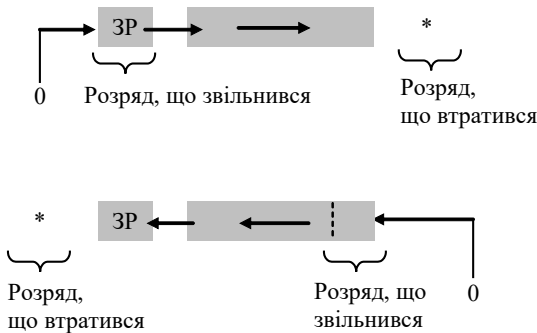 ЗР *
0 Розряд, що звільнився Розряд,
що втратився
* ЗР
Розряд, Розряд, що 0
що втратився звільнився